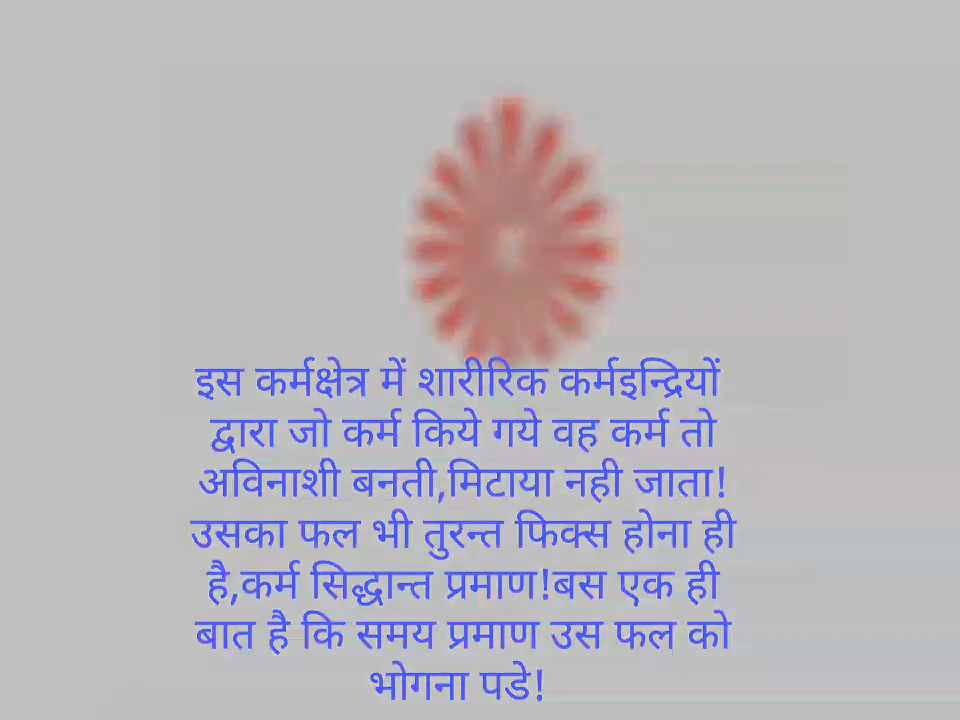 इस कर्मक्षेत्र में शारीरिक कर्मइन्द्रियों
द्वारा जो कर्म किये गये वह कर्म तो
अविनाशी बनती,मिटाया नही जाता!
उसका फल भी तुरन्त फिक्स होना ही
है,कर्म सिद्धान्त प्रमाण!बस एक ही
बात है कि समय प्रमाण उस फल को
भोगना पडे!